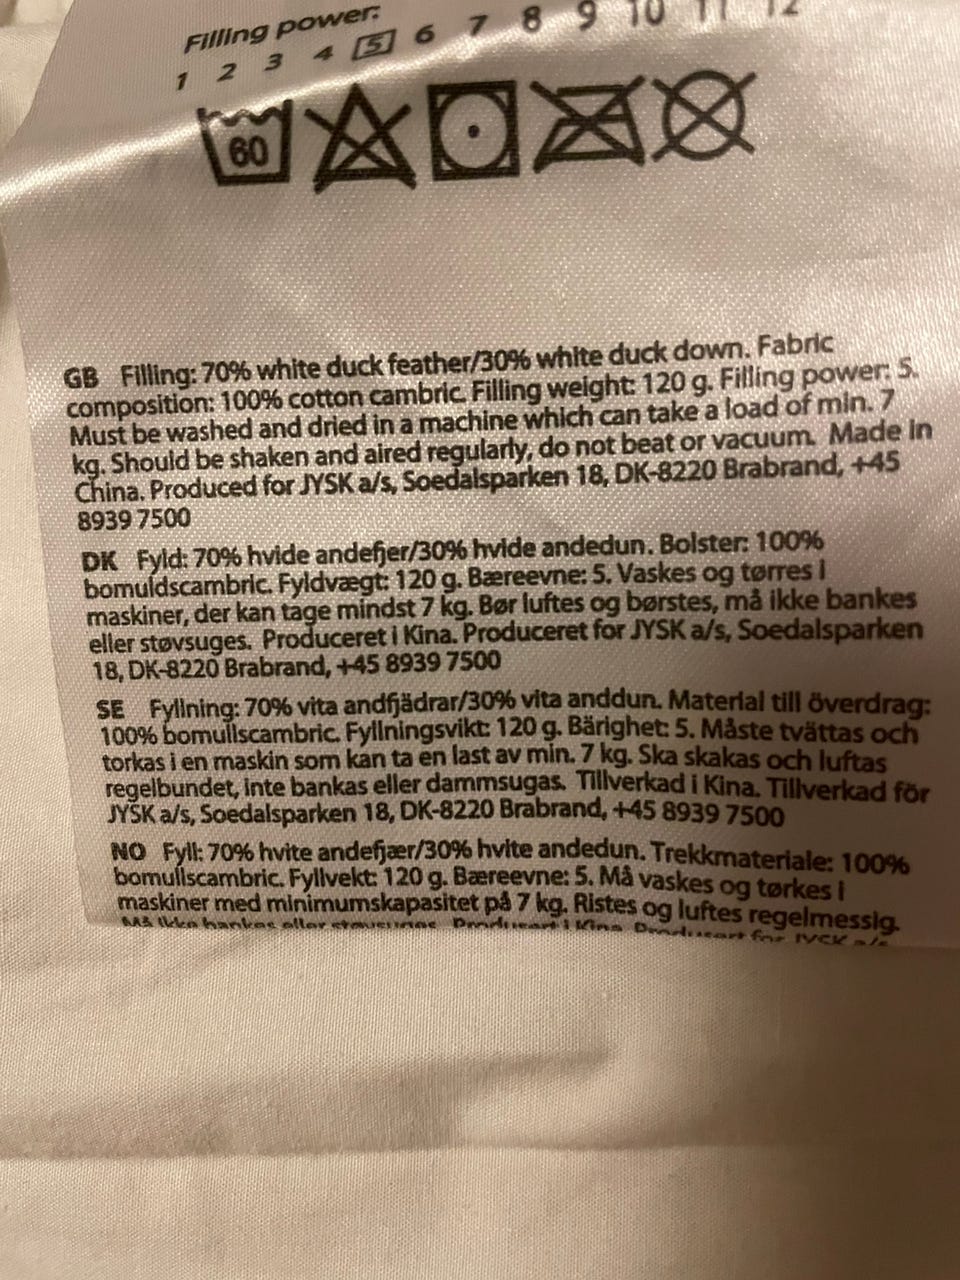 Filling power:
1 2 3 4 5 6 7 8 9 10 11 12
60
GB Filling: 70% white duck feather/30% white duck down. Fabric
composition: 100% cotton cambric. Filling weight: 120 g. Filling power: 5.
Must be washed and dried in a machine which can take a load of min. 7
kg. Should be shaken and aired regularly, do not beat or vacuum. Made in
China. Produced for JYSK a/s, Soedalsparken 18, DK-8220 Brabrand, +45
8939 7500
DK Fyld: 70% hvide andefjer/30% hvide andedun. Bolster: 100%
bomuldscambric. Fyldvægt: 120 g. Bæreevne: 5. Vaskes og tørres i
maskiner, der kan tage mindst 7 kg. Bør luftes og børstes, må ikke bankes
eller støvsuges. Produceret i Kina. Produceret for JYSK a/s, Soedalsparken
18, DK-8220 Brabrand, +45 8939 7500
SE Fyllning: 70% vita andfjädrar/30% vita anddun. Material till överdrag:
100% bomullscambric. Fyllningsvikt: 120 g. Bärighet: 5. Måste tvättas och
torkas i en maskin som kan ta en last av min. 7 kg. Ska skakas och luftas
regelbundet, inte bankas eller dammsugas. Tillverkad i Kina. Tillverkad för
JYSK a/s, Soedalsparken 18, DK-8220 Brabrand, +45 8939 7500
NO Fyll: 70% hvite andefjær/30% hvite andedun. Trekkmateriale: 100%
bomullscambric. Fyllvekt: 120 g. Bæreevne: 5. Må vaskes og tørkes i
maskiner med minimumskapasitet på 7 kg. Ristes og luftes regelmessig.
Må ikke bankes eller støvsuges. Produsert i Kina. Produsert for JYSK a/s,